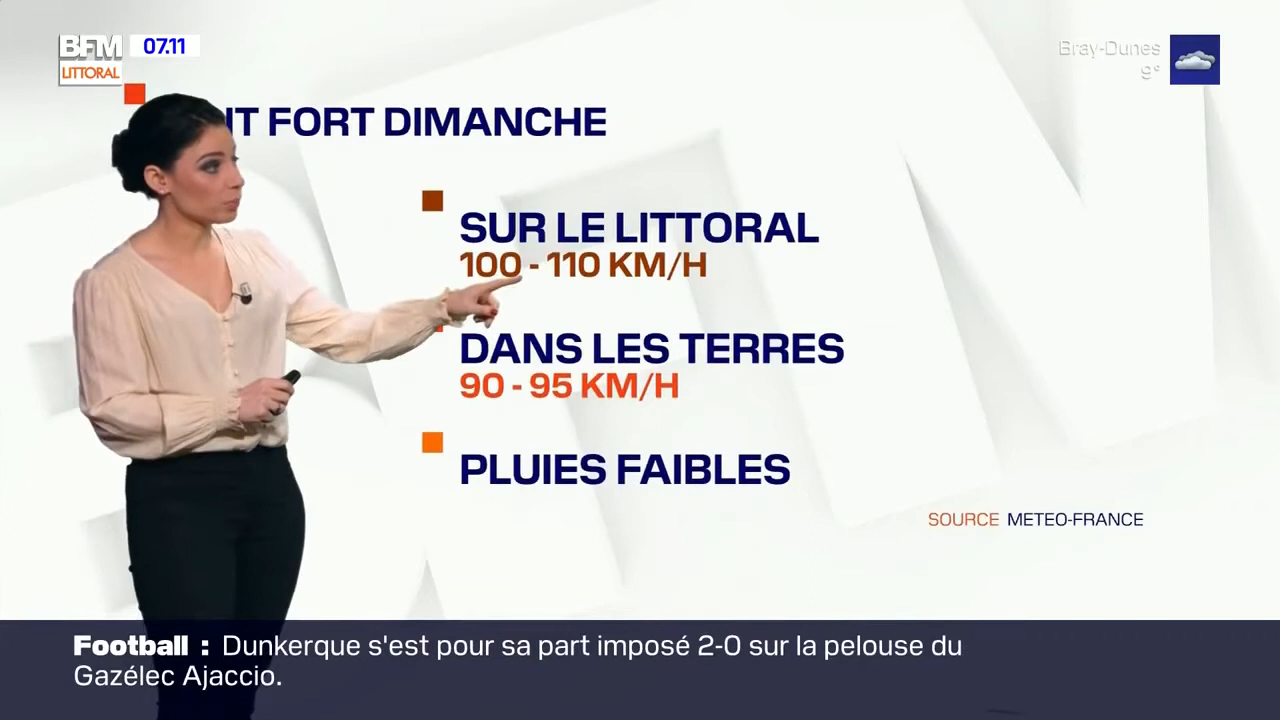 BFM
LITTORAL
07.11
Bray-Dunes
9°
FORT DIMANCHE
SUR LE LITTORAL
100 - 110 KM/H
DANS LES TERRES
90 - 95 KM/H
PLUIES FAIBLES
SOURCE METEO-FRANCE
Football : Dunkerque s'est pour sa part imposé 2-0 sur la pelouse du
Gazélec Ajaccio.